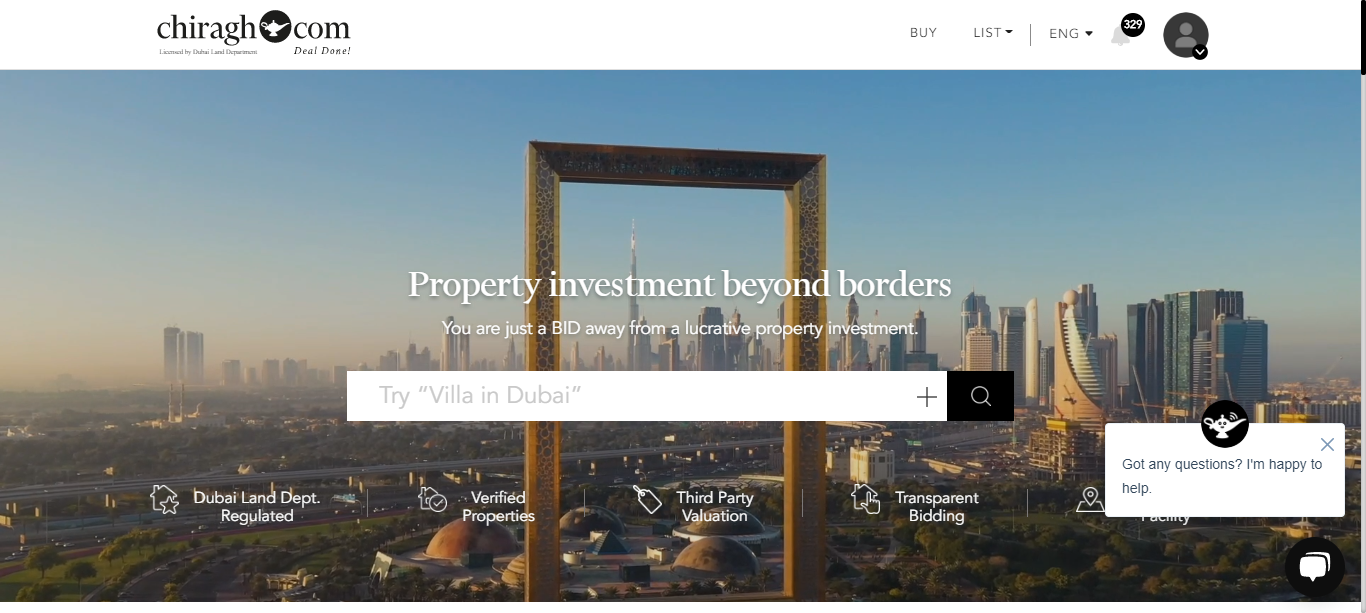 chiragh com
Licensed by Dubai Land Department
Deal Done!
BUY
LIST
ENG
329
Property investment beyond borders
You are just a BID away from a lucrative property investment.
Try “Villa in Dubai”
Got any questions? I'm happy to
help.
Dubai Land Dept.
Regulated
Verified
Properties
Third Party
Valuation
Transparent
Bidding
Facility